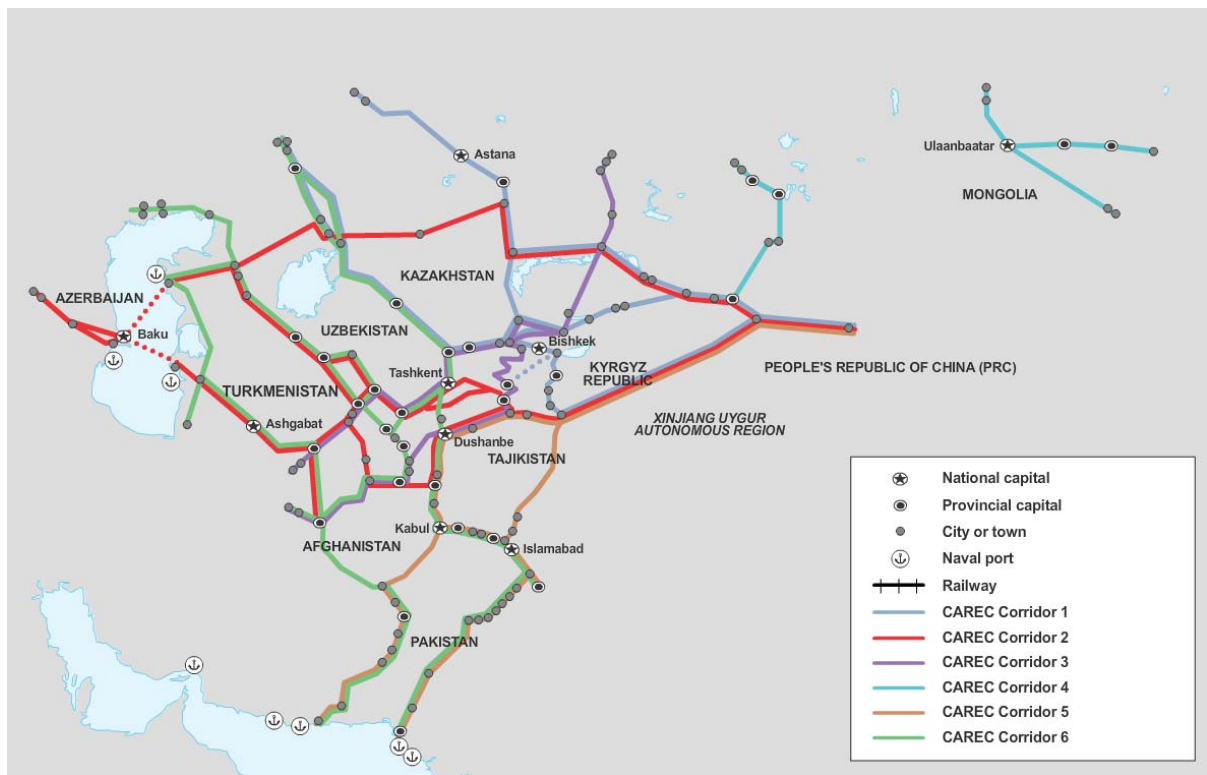 Astana
Ulaanbaatar
MONGOLIA
KAZAKHSTAN
AZERBAIJAN
Baku
UZBEKISTAN
Bishkek
KYRGYZ
REPUBLIC
PEOPLE'S REPUBLIC OF CHINA (PRC)
Tashkent
TURKMENISTAN
XINJIANG UYGUR
AUTONOMOUS REGION
Ashgabat
Dushanbe
TAJIKISTAN
Kabul
AFGHANISTAN
Islamabad
PAKISTAN
National capital
Provincial capital
City or town
Naval port
Railway
CAREC Corridor 1
CAREC Corridor 2
CAREC Corridor 3
CAREC Corridor 4
CAREC Corridor 5
CAREC Corridor 6